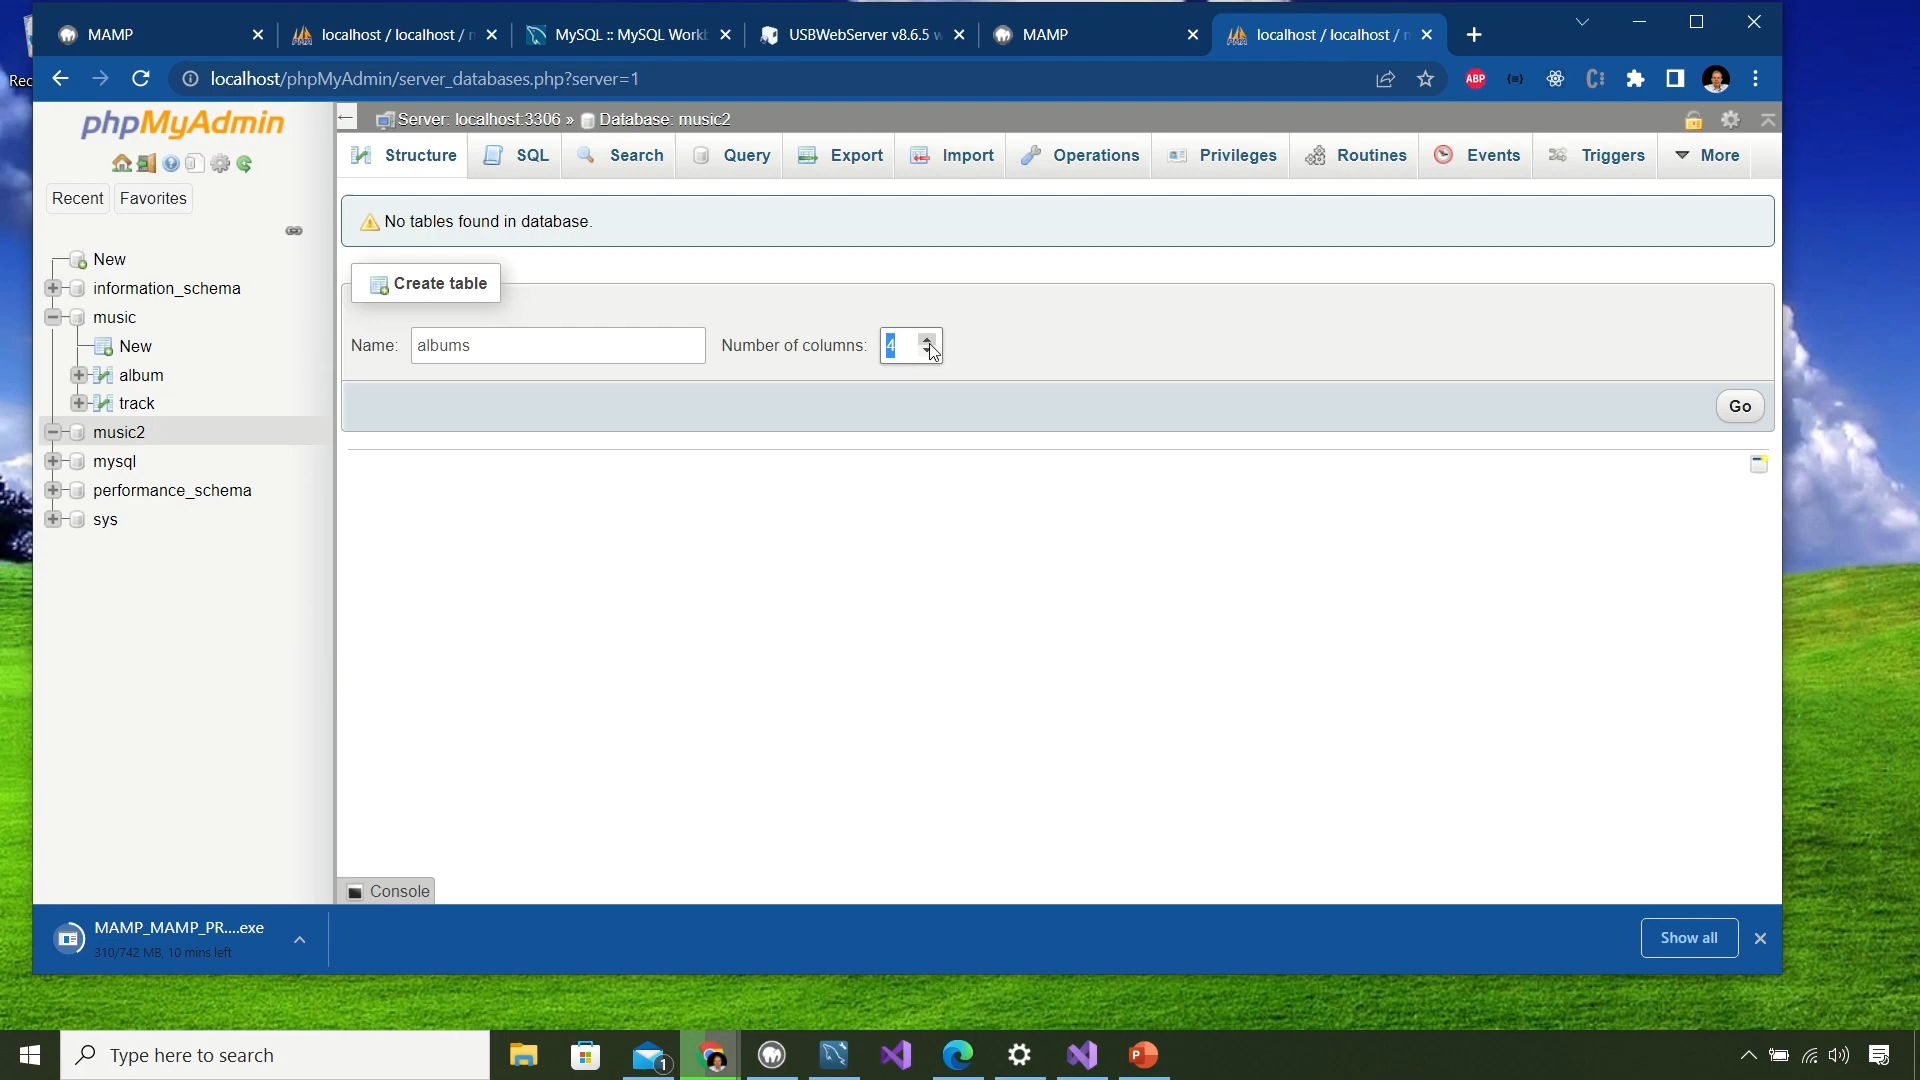 MAMP
localhost / localhost /
MySQL :: MySQL Workb
USBWebServer v8.6.5 w
MAMP
localhost / localhost /
Rec
localhost/phpMyAdmin/server_databases.php?server=1
ABP
phpMyAdmin
Server: localhost:3306 » Database: music2
Structure
SQL
Search
Query
Export
Import
Operations
Privileges
Routines
Events
Triggers
More
Recent
Favorites
No tables found in database.
New
information_schema
music
New
album
track
music2
mysql
performance_schema
sys
Create table
Name: albums
Number of columns: 4
Go
Console
MAMP_MAMP_PR....exe
310/742 MB, 10 mins left
Show all
Type here to search
1